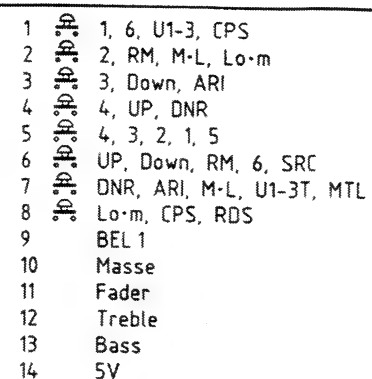 1 1, 6, U1-3, CPS
2 2, RM, M·L, Lo·m
3 3, Down, ARI
4 4, UP, DNR
5 4, 3, 2, 1, 5
6 UP, Down, RM, 6, SRC
7 DNR, ARI, M·L, U1-3T, MTL
8 Lo·m, CPS, RDS
9 BEL 1
10 Masse
11 Fader
12 Treble
13 Bass
14 5V